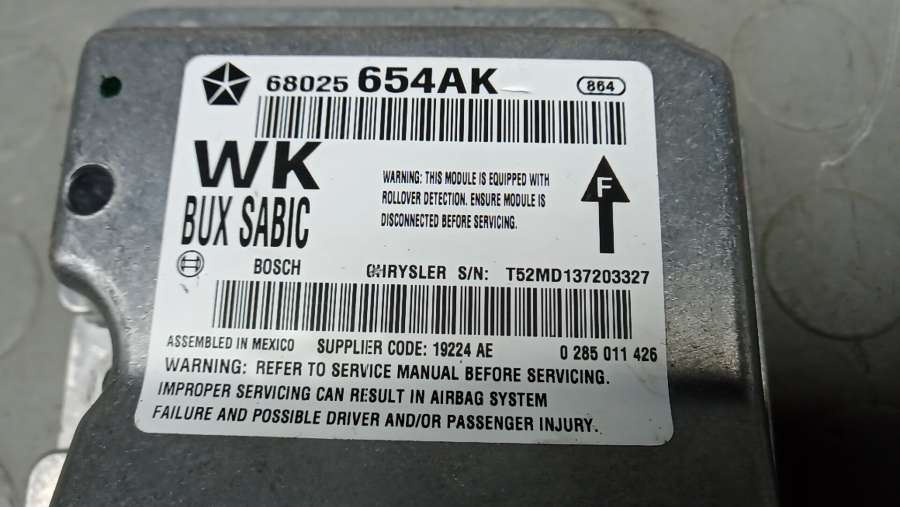 68025 654AK 864
WK
BUX SABIC
WARNING: THIS MODULE IS EQUIPPED WITH
ROLLOVER DETECTION. ENSURE MODULE IS
DISCONNECTED BEFORE SERVICING.
F
BOSCH CHRYSLER S/N: T52MD137203327
ASSEMBLED IN MEXICO SUPPLIER CODE: 19224 AE 0 285 011 426
WARNING: REFER TO SERVICE MANUAL BEFORE SERVICING.
IMPROPER SERVICING CAN RESULT IN AIRBAG SYSTEM
FAILURE AND POSSIBLE DRIVER AND/OR PASSENGER INJURY.